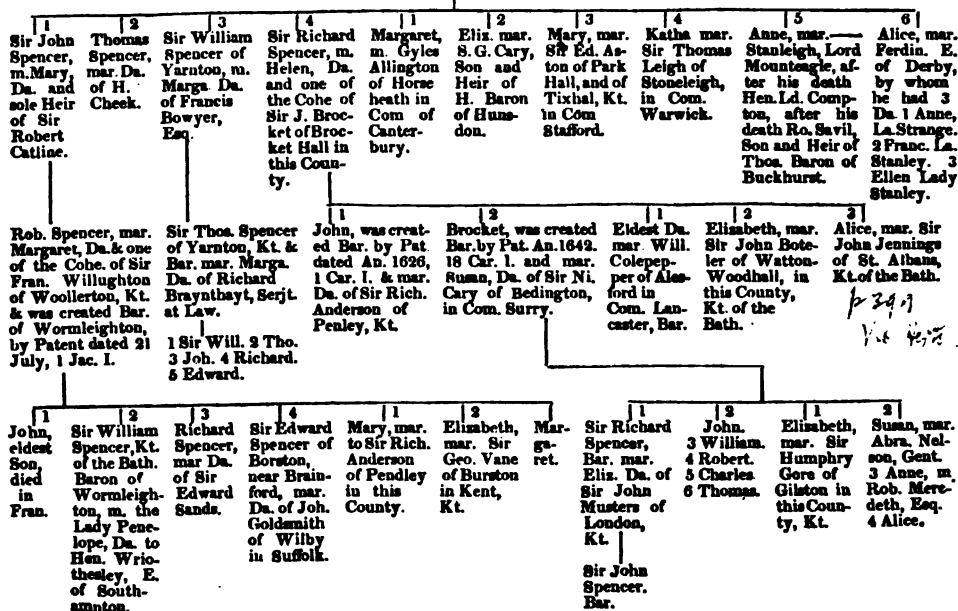 1
Sir John
Spencer,
m.Mary,
Da. and
sole Heir
of Sir
Robert
Catline.
2
Thomas
Spencer,
mar. Da.
of H.
Cheek.
3
Sir William
Spencer of
Yarnton, m.
Marga. Da.
of Francis
Bowyer,
Esq.
4
Sir Richard
Spencer, m.
Helen, Da.
and one of
the Cohe of
Sir J. Broc-
ket of Broc-
ket Hall in
this Coun-
ty.
1
Margaret,
m. Gyles
Allington
of Horse
heath in
Com of
Canter-
bury.
2
Eliz. mar.
S. G. Cary,
Son and
Heir of
H. Baron
of Huns-
don.
3
Mary, mar.
Sir Ed. As-
ton of Park
Hall, and of
Tixhal, Kt.
in Com
Stafford.
4
Katha mar.
Sir Thomas
Leigh of
Stoneleigh,
in Com.
Warwick.
5
Anne, mar.
Stanleigh, Lord
Mounteagle, af-
ter his death
Hen. Ld. Comp-
ton, after his
death Ro. Savil,
Son and Heir of
Thos. Baron of
Buckhurst.
6
Alice, mar.
Ferdin. E.
of Derby,
by whom
he had 3
Da. 1 Anne,
La. Strange.
2 Franc. La.
Stanley. 3
Ellen Lady
Stanley.
Rob. Spencer, mar.
Margaret, Da. & one
of the Cohe. of Sir
Fran. Willughton
of Woollerton, Kt.
& was created Bar.
of Wormleighton,
by Patent dated 21
July, 1 Jac. I.
Sir Thos. Spencer
of Yarnton, Kt. &
Bar. mar. Marga.
Da. of Richard
Braynthayt, Serjt.
at Law.
1 Sir Will. 2 Tho.
3 Joh. 4 Richard.
5 Edward.
1
John, was creat-
ed Bar. by Pat.
dated An. 1626,
1 Car. I. & mar.
Da. of Sir Rich.
Anderson of
Penley, Kt.
2
Brocket, was created
Bar. by Pat. An. 1642.
18 Car. I. and mar.
Susan, Da. of Sir Ni.
Cary of Bedington,
in Com. Surry.
1
Eldest Da.
mar. Will.
Colepep-
per of Ales-
ford in
Com. Lan-
caster, Bar.
2
Elizabeth, mar.
Sir John Bote-
ler of Watton-
Woodhall, in
this County,
Kt. of the
Bath.
2
Alice, mar. Sir
John Jennings
of St. Albans,
Kt. of the Bath.
1
John,
eldest
Son,
died
in
Fran.
2
Sir William
Spencer, Kt.
of the Bath.
Baron of
Wormleigh-
ton, m. the
Lady Pene-
lope, Da. to
Hen. Wrio-
thesley, E.
of South-
ampton.
3
Richard
Spencer,
mar Da.
of Sir
Edward
Sands.
4
Sir Edward
Spencer of
Borston,
near Brain-
ford, mar.
Da. of Joh.
Goldsmith
of Wilby
in Suffolk.
1
Mary, mar.
to Sir Rich.
Anderson
of Pendley
in this
County.
2
Elizabeth,
mar. Sir
Geo. Vane
of Burston
in Kent,
Kt.
Mar-
ga-
ret.
1
Sir Richard
Spencer,
Bar. mar.
Eliz. Da. of
Sir John
Musters of
London,
Kt.
Sir John
Spencer.
Bar.
2
John.
3 William.
4 Robert.
5 Charles
6 Thomas.
1
Elizabeth,
mar. Sir
Humphry
Gore of
Gilston in
this Coun-
ty, Kt.
2
Susan, mar.
Abra. Nel-
son, Gent.
3 Anne, m.
Rob. Mere-
deth, Esq.
4 Alice.